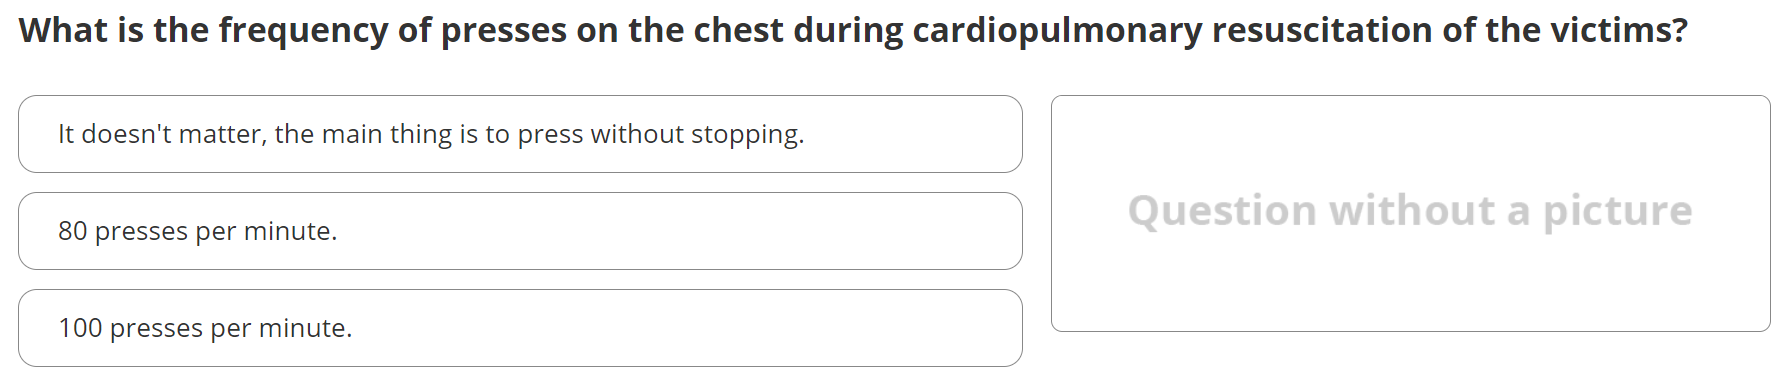 What is the frequency of presses on the chest during cardiopulmonary resuscitation of the victims?
It doesn't matter, the main thing is to press without stopping.
80 presses per minute.
100 presses per minute.
Question without a picture